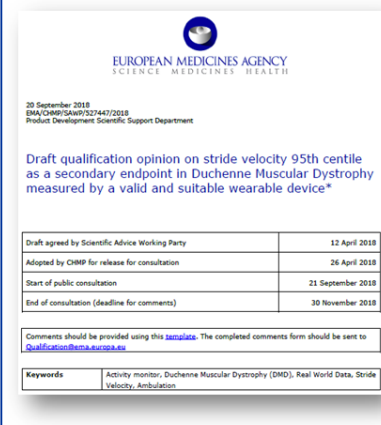 EUROPEAN MEDICINES AGENCY
SCIENCE MEDICINES HEALTH
20 September 2018
EMA/CHMP/SAWP/527447/2018
Product Development Scientific Support Department
Draft qualification opinion on stride velocity 95th centile
as a secondary endpoint in Duchenne Muscular Dystrophy
measured by a valid and suitable wearable device*
Draft agreed by Scientific Advice Working Party 12 April 2018
Adopted by CHMP for release for consultation 26 April 2018
Start of public consultation 21 September 2018
End of consultation (deadline for comments) 30 November 2018
Comments should be provided using this template. The completed comments form should be sent to
Qualification@ema.europa.eu
Keywords Activity monitor, Duchenne Muscular Dystrophy (DMD), Real World Data, Stride
Velocity, Ambulation